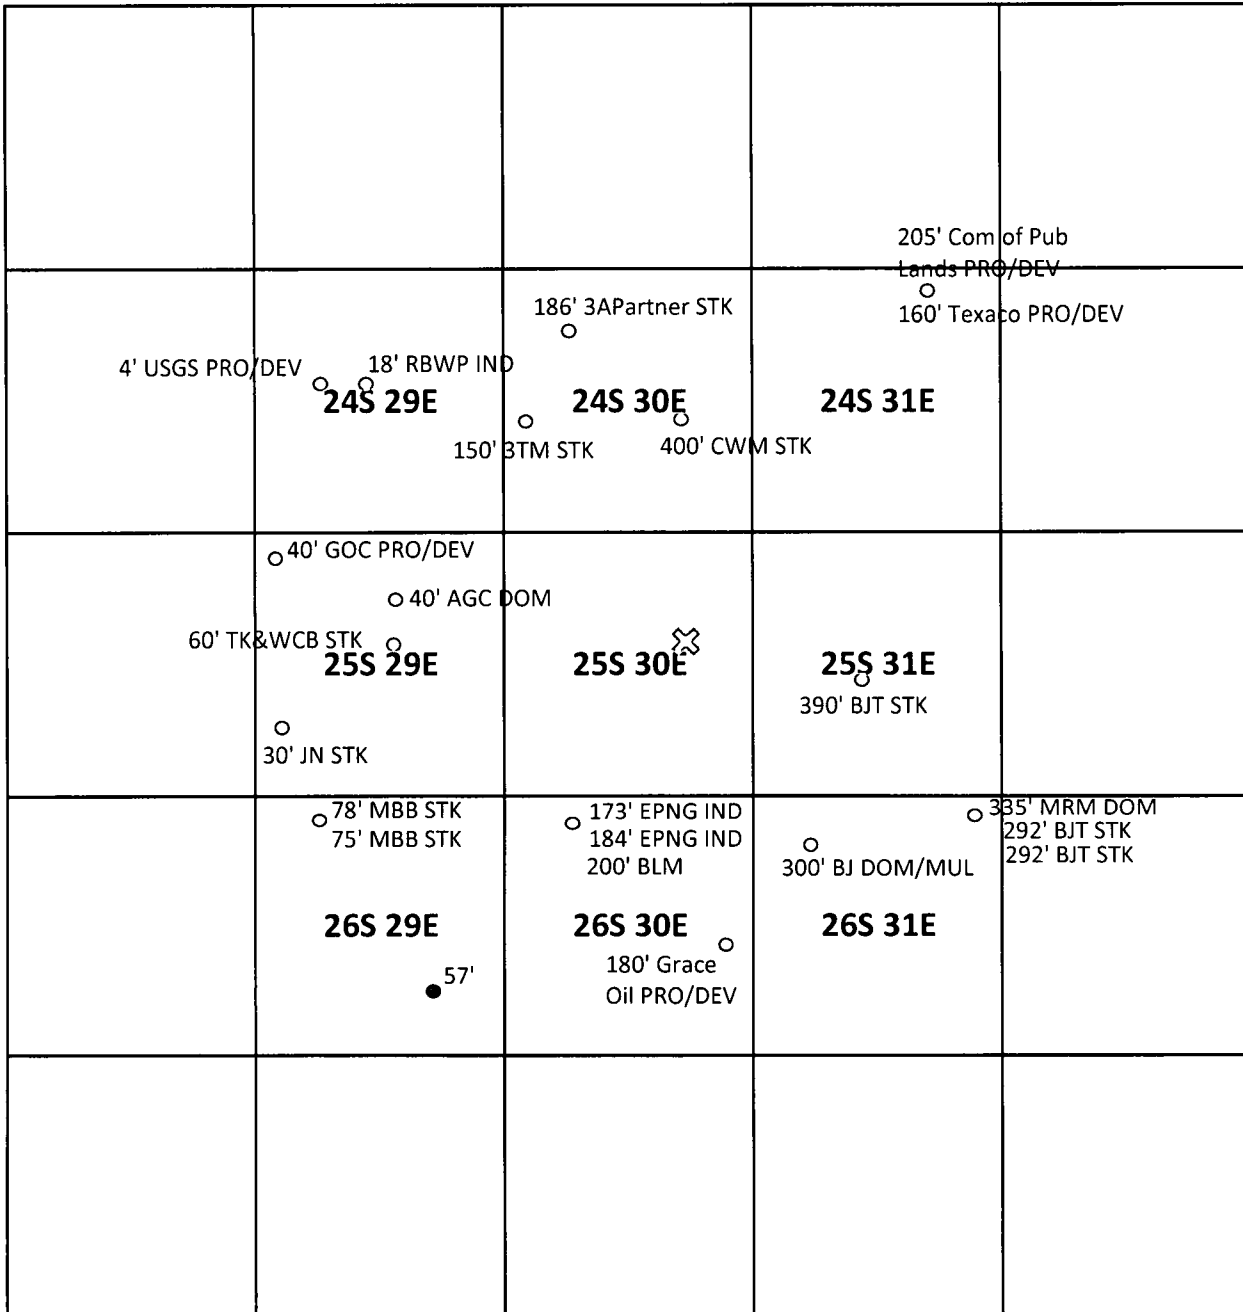 205' Com of Pub
Lands PRO/DEV
160' Texaco PRO/DEV
186' 3APartner STK
4' USGS PRO/DEV
18' RBWP IND
24S 29E
24S 30E
24S 31E
150' 3TM STK
400' CWM STK
40' GOC PRO/DEV
40' AGC DOM
60' TK&WCB STK
25S 29E
25S 30E
25S 31E
390' BJT STK
30' JN STK
78' MBB STK
75' MBB STK
173' EPNG IND
184' EPNG IND
200' BLM
335' MRM DOM
292' BJT STK
292' BJT STK
300' BJ DOM/MUL
26S 29E
26S 30E
26S 31E
180' Grace
Oil PRO/DEV
57'